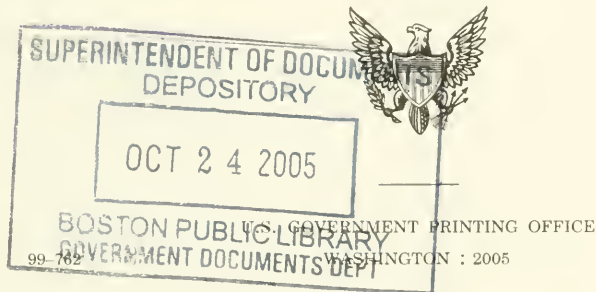 SUPERINTENDENT OF DOCUMENTS
DEPOSITORY
OCT 2 4 2005
BOSTON PUBLIC LIBRARY
GOVERNMENT DOCUMENTS DEPT
U.S. GOVERNMENT PRINTING OFFICE
99–762 WASHINGTON : 2005